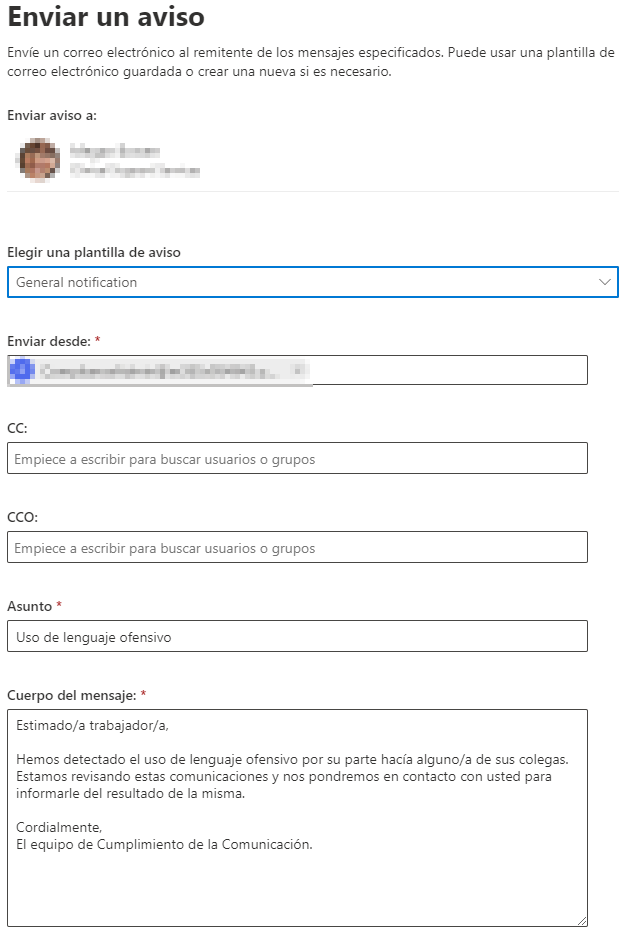 Enviar un aviso
Envíe un correo electrónico al remitente de los mensajes especificados. Puede usar una plantilla de
correo electrónico guardada o crear una nueva si es necesario.
Enviar aviso a:
Elegir una plantilla de aviso
General notification
Enviar desde: *
CC:
Empiece a escribir para buscar usuarios o grupos
CCO:
Empiece a escribir para buscar usuarios o grupos
Asunto *
Uso de lenguaje ofensivo
Cuerpo del mensaje: *
Estimado/a trabajador/a,
Hemos detectado el uso de lenguaje ofensivo por su parte hacía alguno/a de sus colegas.
Estamos revisando estas comunicaciones y nos pondremos en contacto con usted para
informarle del resultado de la misma.
Cordialmente,
El equipo de Cumplimiento de la Comunicación.